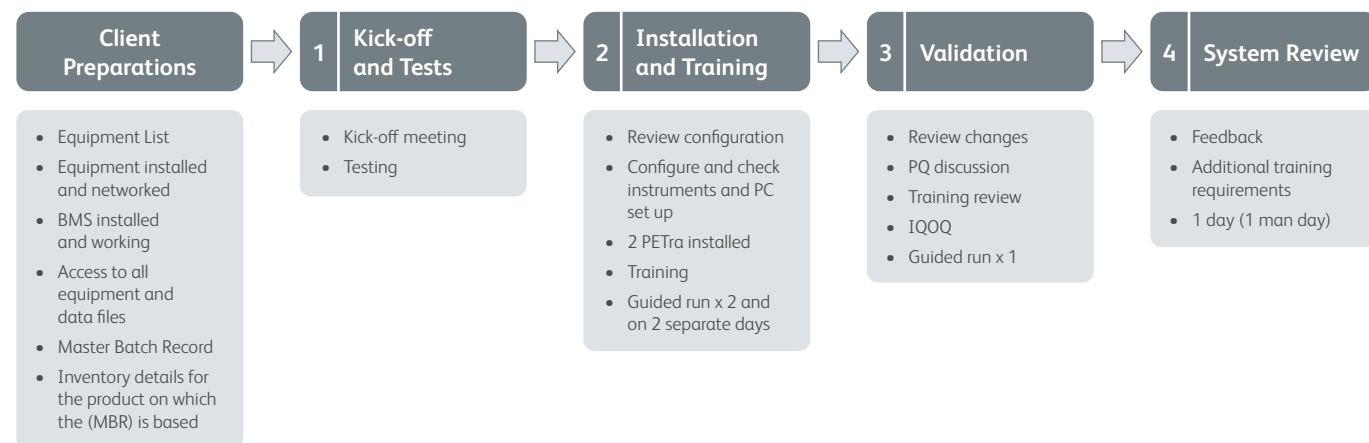 Client
Preparations
• Equipment List
• Equipment installed
and networked
• BMS installed
and working
• Access to all
equipment and
data files
• Master Batch Record
• Inventory details for
the product on which
the (MBR) is based
1
Kick-off
and Tests
• Kick-off meeting
• Testing
2
Installation
and Training
• Review configuration
• Configure and check
instruments and PC
set up
• 2 PETra installed
• Training
• Guided run x 2 and
on 2 separate days
3
Validation
• Review changes
• PQ discussion
• Training review
• IQOQ
• Guided run x 1
4
System Review
• Feedback
• Additional training
requirements
• 1 day (1 man day)